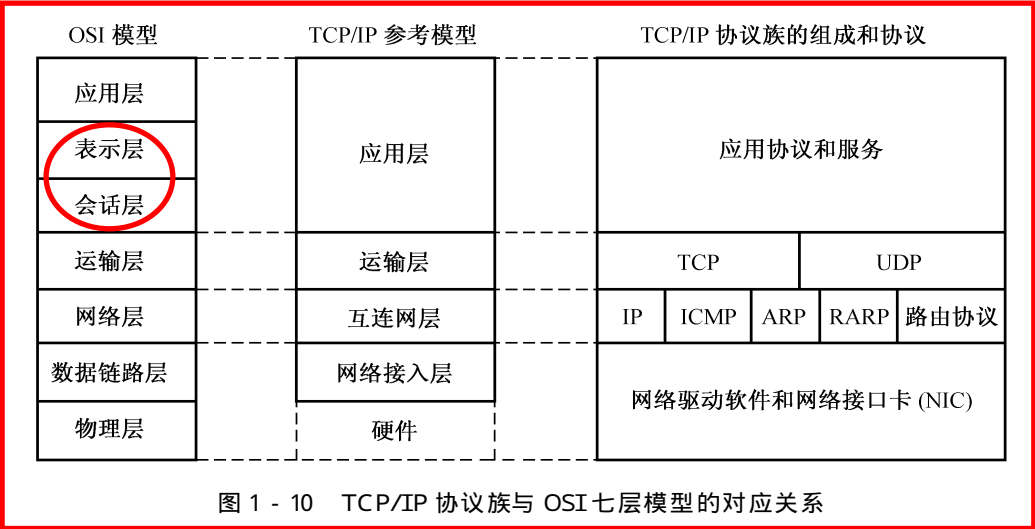 OSI 模型
TCP/IP 参考模型
TCP/IP 协议族的组成和协议
应用层
表示层
会话层
运输层
网络层
数据链路层
物理层
应用层
运输层
互连网层
网络接入层
硬件
应用协议和服务
TCP
UDP
IP
ICMP
ARP
RARP
路由协议
网络驱动软件和网络接口卡 (NIC)
图 1 - 10 TCP/IP 协议族与 OSI 七层模型的对应关系